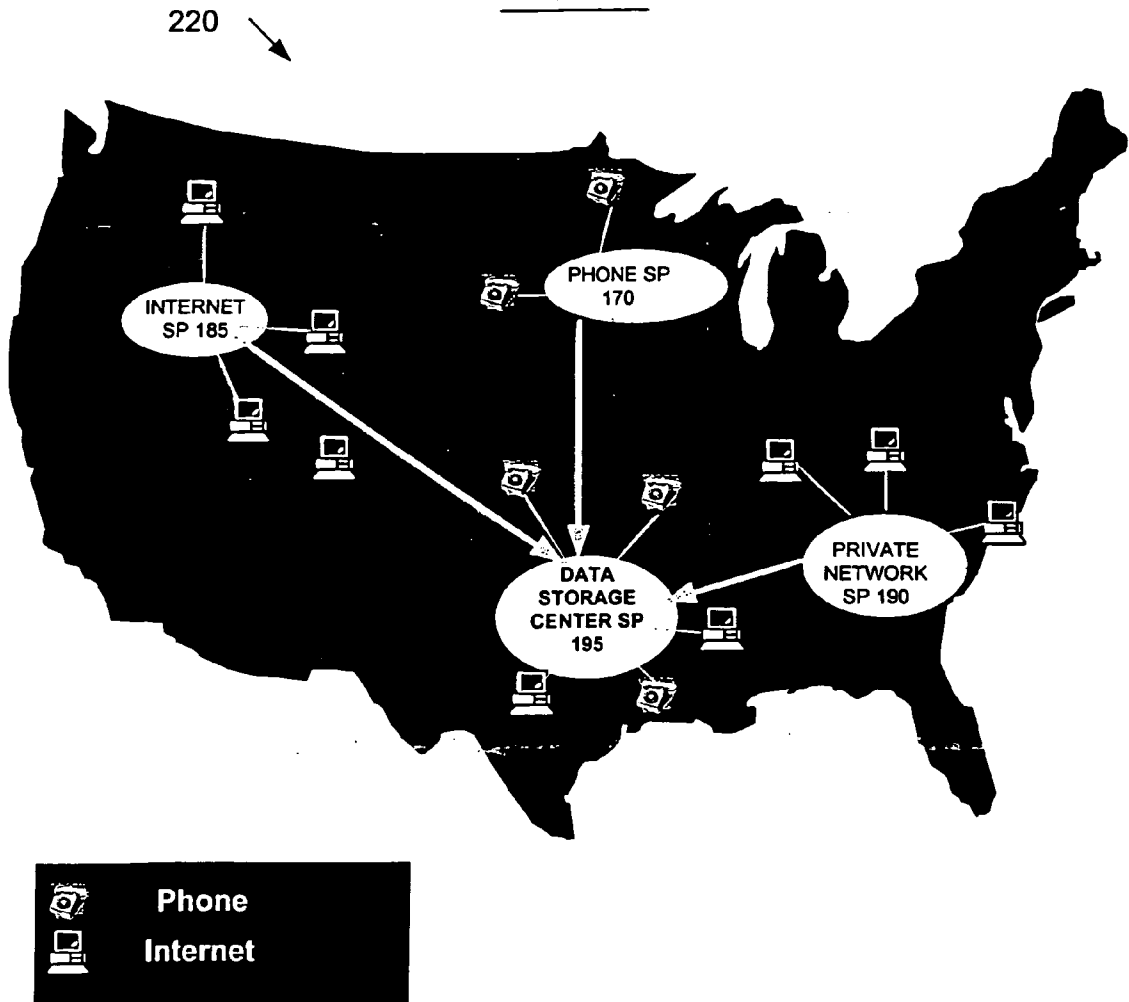 220
PHONE SP
170
INTERNET
SP 185
PRIVATE
NETWORK
SP 190
DATA
STORAGE
CENTER SP
195
Phone
Internet